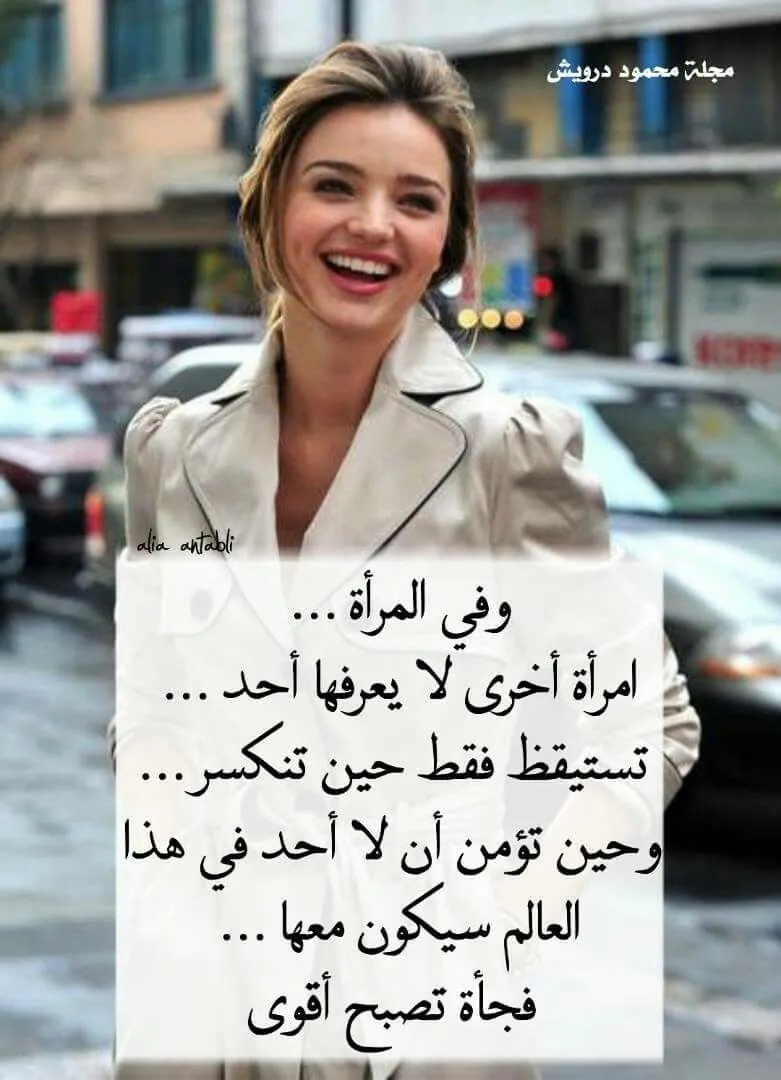 مجلة محمود درويش
alia antabli
وفي المرأة ...
امرأة أخرى لا يعرفها أحد ...
تستيقظ فقط حين تنكسر ...
وحين تؤمن أن لا أحد في هذا
العالم سيكون معها ...
فجأة تصبح أقوى